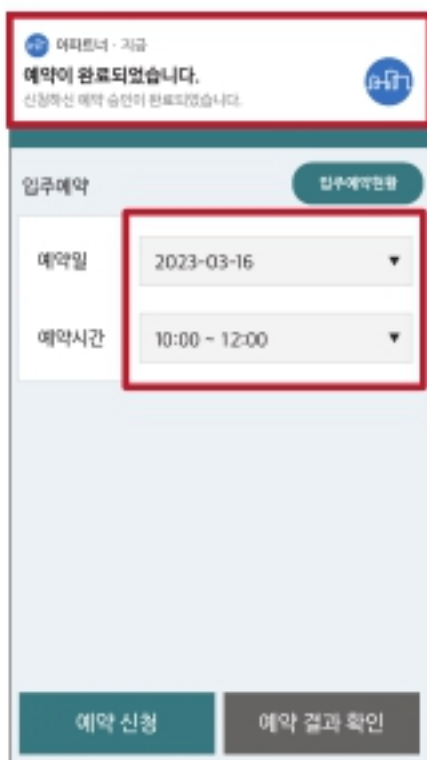 아파트너 · 지금
예약이 완료되었습니다.
신청하신 예약 승인이 완료되었습니다.
입주예약
입주예약현황
예약일
2023-03-16
예약시간
10:00 ~ 12:00
예약 신청
예약 결과 확인